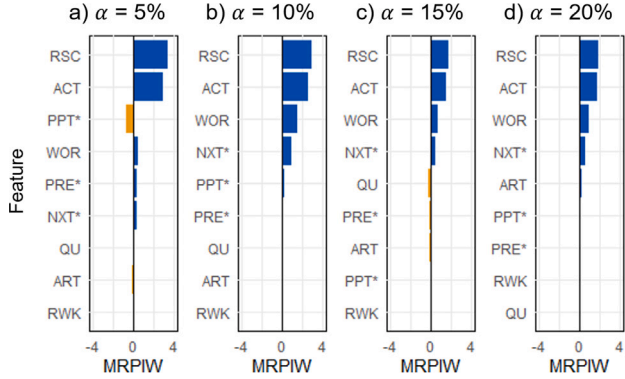 a) α = 5%
b) α = 10%
c) α = 15%
d) α = 20%
Feature
RSC
ACT
PPT*
WOR
PRE*
NXT*
QU
ART
RWK
-4 0 4
MRPIW
RSC
ACT
WOR
NXT*
PPT*
PRE*
QU
ART
RWK
-4 0 4
MRPIW
RSC
ACT
WOR
NXT*
QU
PRE*
ART
PPT*
RWK
-4 0 4
MRPIW
RSC
ACT
WOR
NXT*
ART
PPT*
PRE*
RWK
QU
-4 0 4
MRPIW